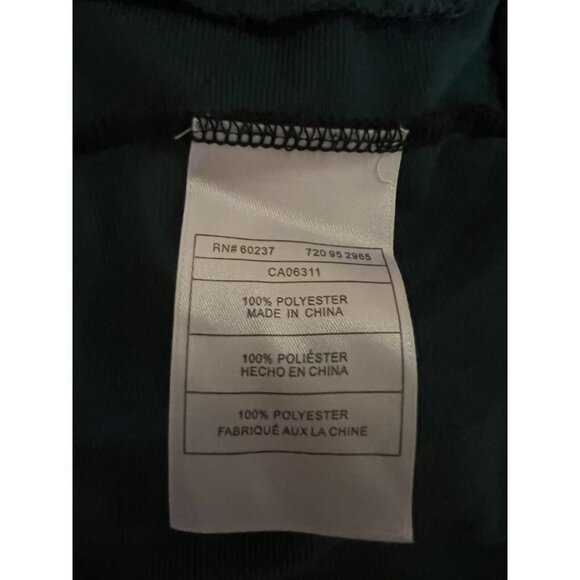 RN# 60237 720 95 2965
CA06311
100% POLYESTER
MADE IN CHINA
100% POLIÉSTER
HECHO EN CHINA
100% POLYESTER
FABRIQUÉ AUX LA CHINE